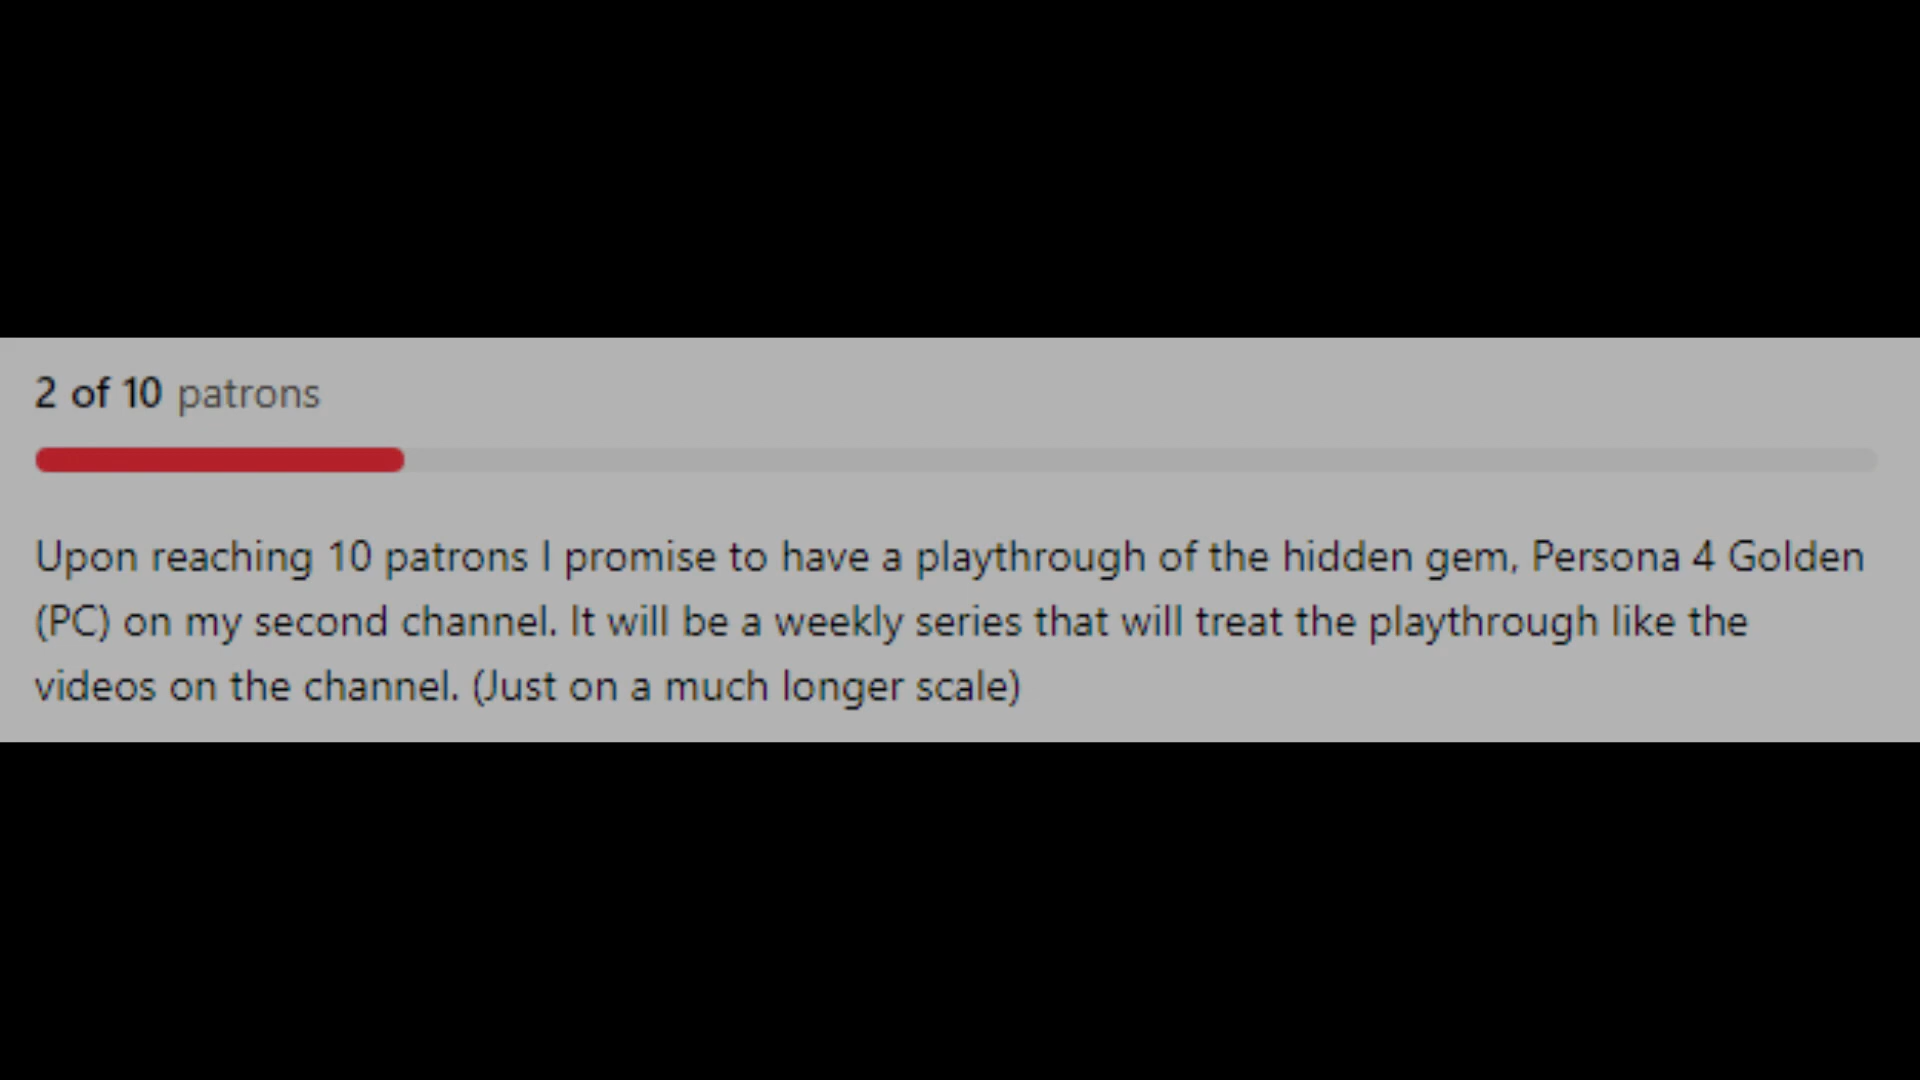 2 of 10 patrons
Upon reaching 10 patrons I promise to have a playthrough of the hidden gem, Persona 4 Golden
(PC) on my second channel. It will be a weekly series that will treat the playthrough like the
videos on the channel. (Just on a much longer scale)